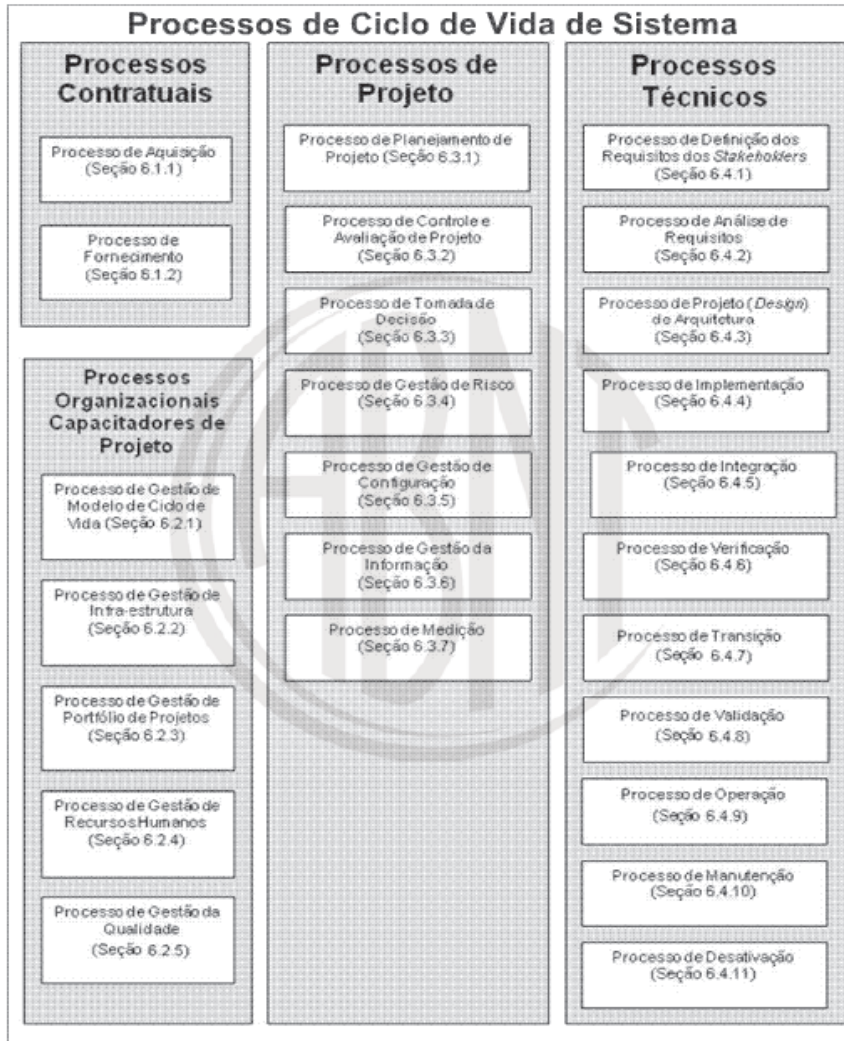 Processos de Ciclo de Vida de Sistema
Processos
Contratuais
Processo de Aquisição
(Seção 6.1.1)
Processo de
Fornecimento
(Seção 6.1.2)
Processos
Organizacionais
Capacitadores de
Projeto
Processo de Gestão de
Modelo de Ciclo de
Vida (Seção 6.2.1)
Processo de Gestão de
Infra-estrutura
(Seção 6.2.2)
Processo de Gestão de
Portfólio de Projetos
(Seção 6.2.3)
Processo de Gestão de
Recursos Humanos
(Seção 6.2.4)
Processo de Gestão da
Qualidade
(Seção 6.2.5)
Processos de
Projeto
Processo de Planejamento de
Projeto (Seção 6.3.1)
Processo de Controle e
Avaliação de Projeto
(Seção 6.3.2)
Processo de Tomada de
Decisão
(Seção 6.3.3)
Processo de Gestão de Risco
(Seção 6.3.4)
Processo de Gestão de
Configuração
(Seção 6.3.5)
Processo de Gestão da
Informação
(Seção 6.3.6)
Processo de Medição
(Seção 6.3.7)
Processos
Técnicos
Processo de Definição dos
Requisitos dos Stakeholders
(Seção 6.4.1)
Processo de Análise de
Requisitos
(Seção 6.4.2)
Processo de Projeto (Design)
de Arquitetura
(Seção 6.4.3)
Processo de Implementação
(Seção 6.4.4)
Processo de Integração
(Seção 6.4.5)
Processo de Verificação
(Seção 6.4.6)
Processo de Transição
(Seção 6.4.7)
Processo de Validação
(Seção 6.4.8)
Processo de Operação
(Seção 6.4.9)
Processo de Manutenção
(Seção 6.4.10)
Processo de Desativação
(Seção 6.4.11)
ABNT